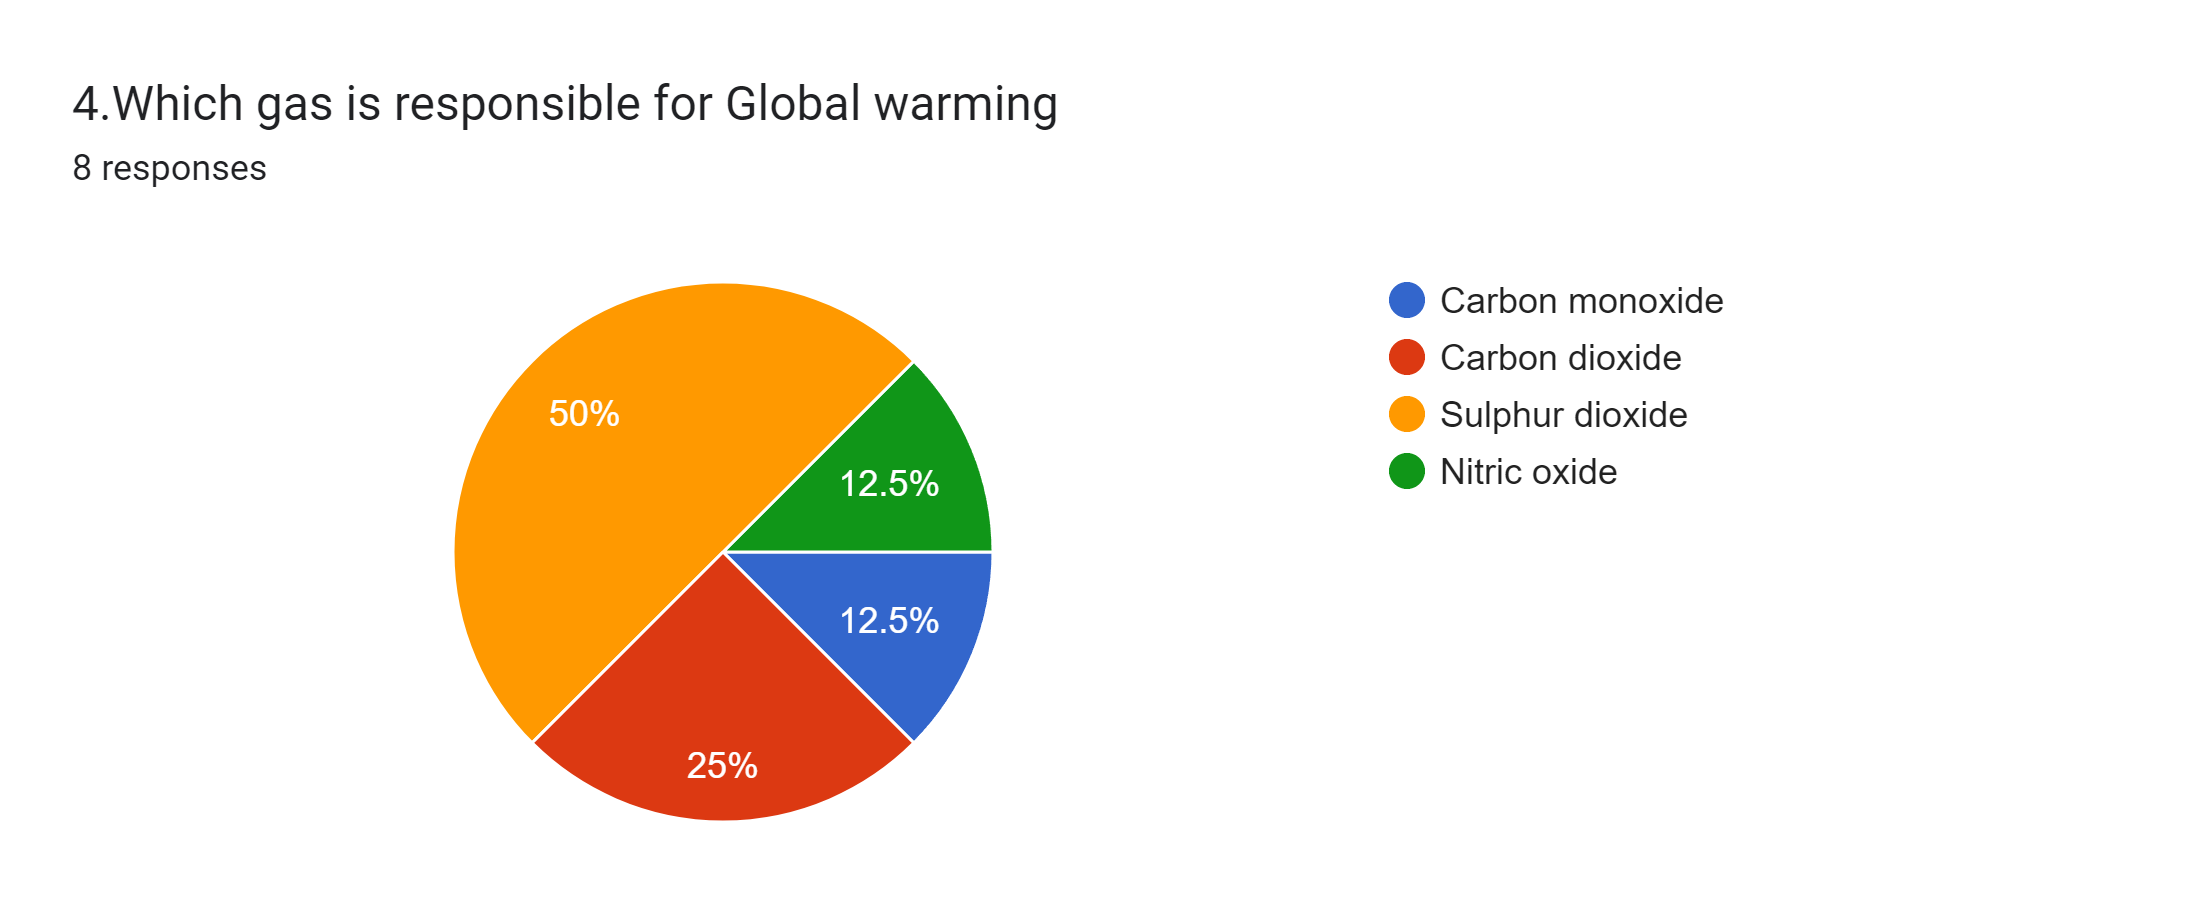 4.Which gas is responsible for Global warming
8 responses
50%
12.5%
12.5%
25%
Carbon monoxide
Carbon dioxide
Sulphur dioxide
Nitric oxide